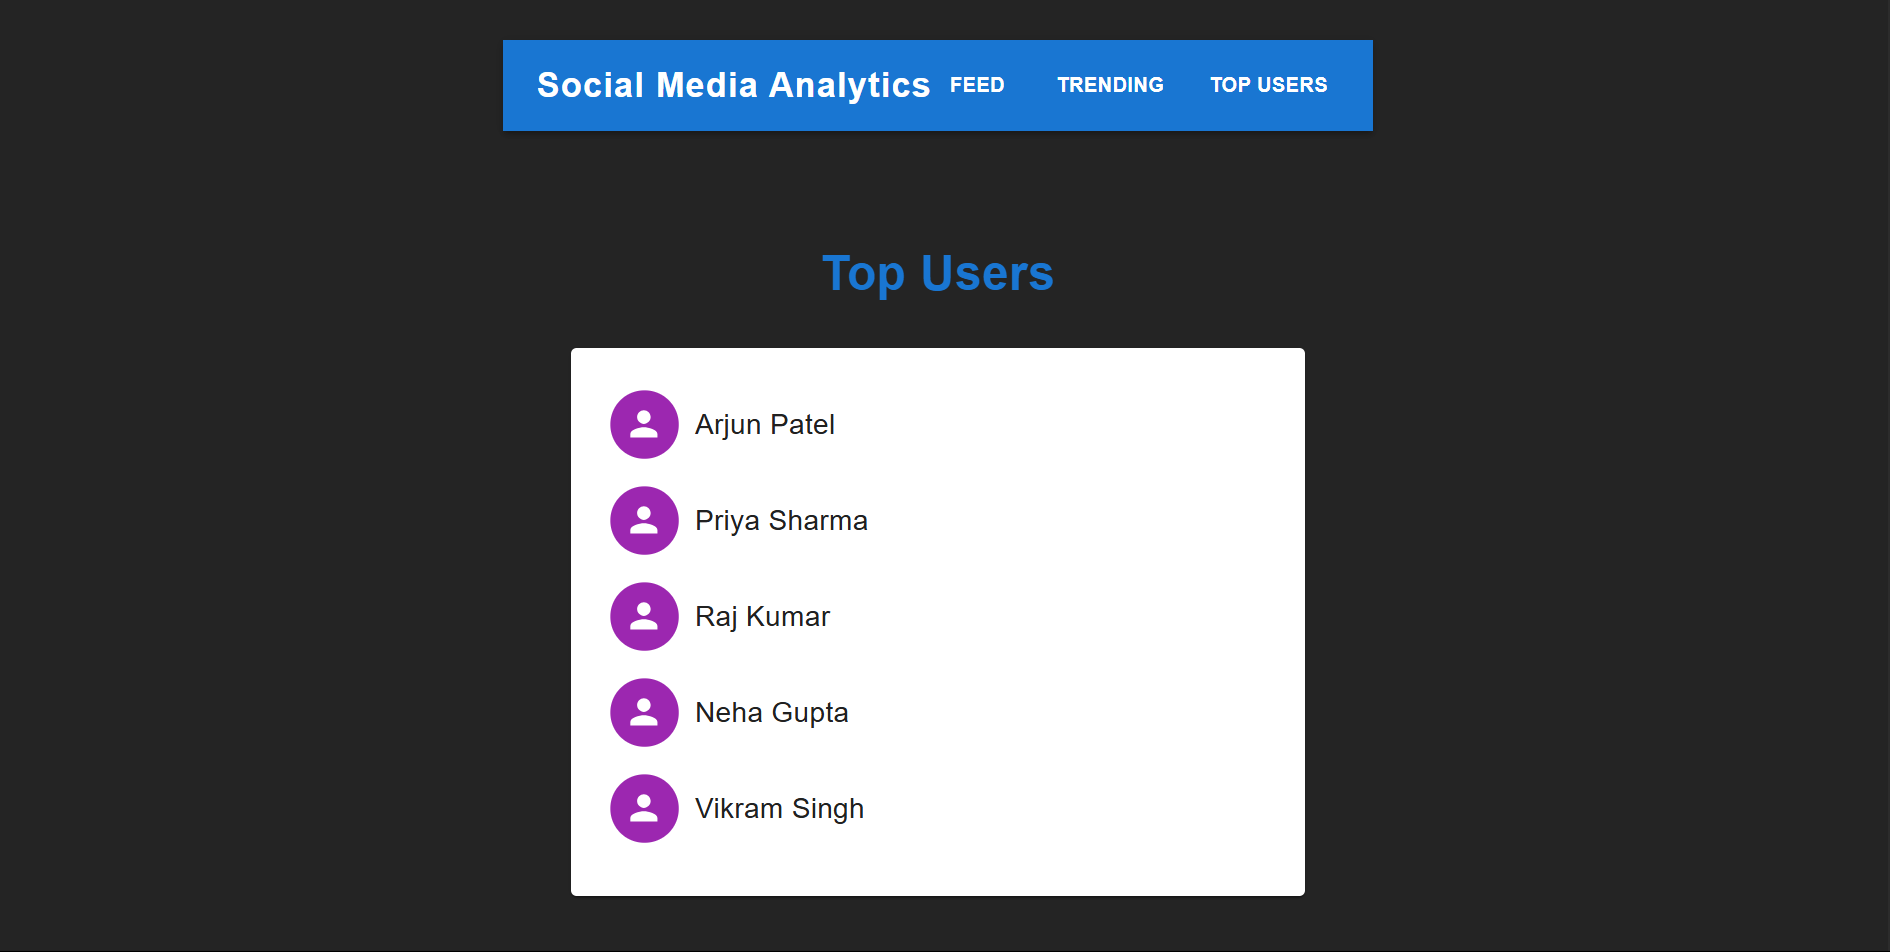 Social Media Analytics FEED TRENDING TOP USERS
Top Users
Arjun Patel
Priya Sharma
Raj Kumar
Neha Gupta
Vikram Singh